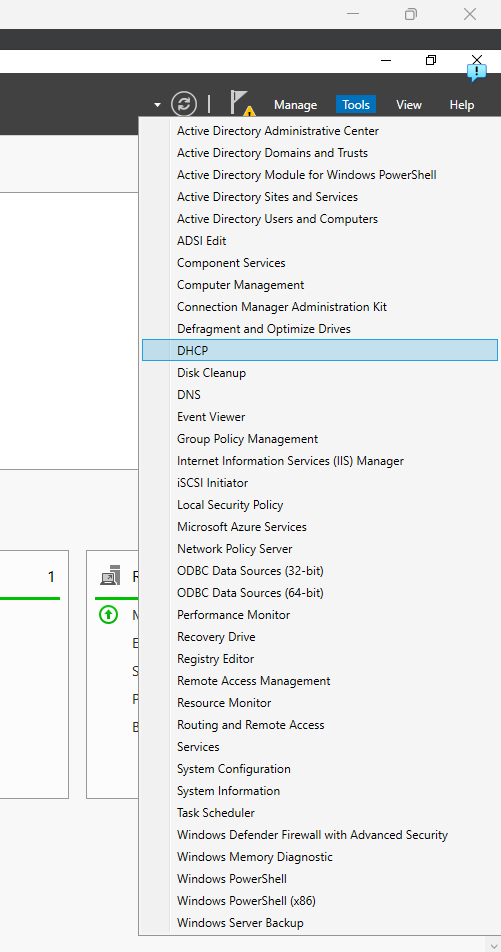 Manage Tools View Help
Active Directory Administrative Center
Active Directory Domains and Trusts
Active Directory Module for Windows PowerShell
Active Directory Sites and Services
Active Directory Users and Computers
ADSI Edit
Component Services
Computer Management
Connection Manager Administration Kit
Defragment and Optimize Drives
DHCP
Disk Cleanup
DNS
Event Viewer
Group Policy Management
Internet Information Services (IIS) Manager
iSCSI Initiator
Local Security Policy
Microsoft Azure Services
Network Policy Server
ODBC Data Sources (32-bit)
ODBC Data Sources (64-bit)
Performance Monitor
Recovery Drive
Registry Editor
Remote Access Management
Resource Monitor
Routing and Remote Access
Services
System Configuration
System Information
Task Scheduler
Windows Defender Firewall with Advanced Security
Windows Memory Diagnostic
Windows PowerShell
Windows PowerShell (x86)
Windows Server Backup
1